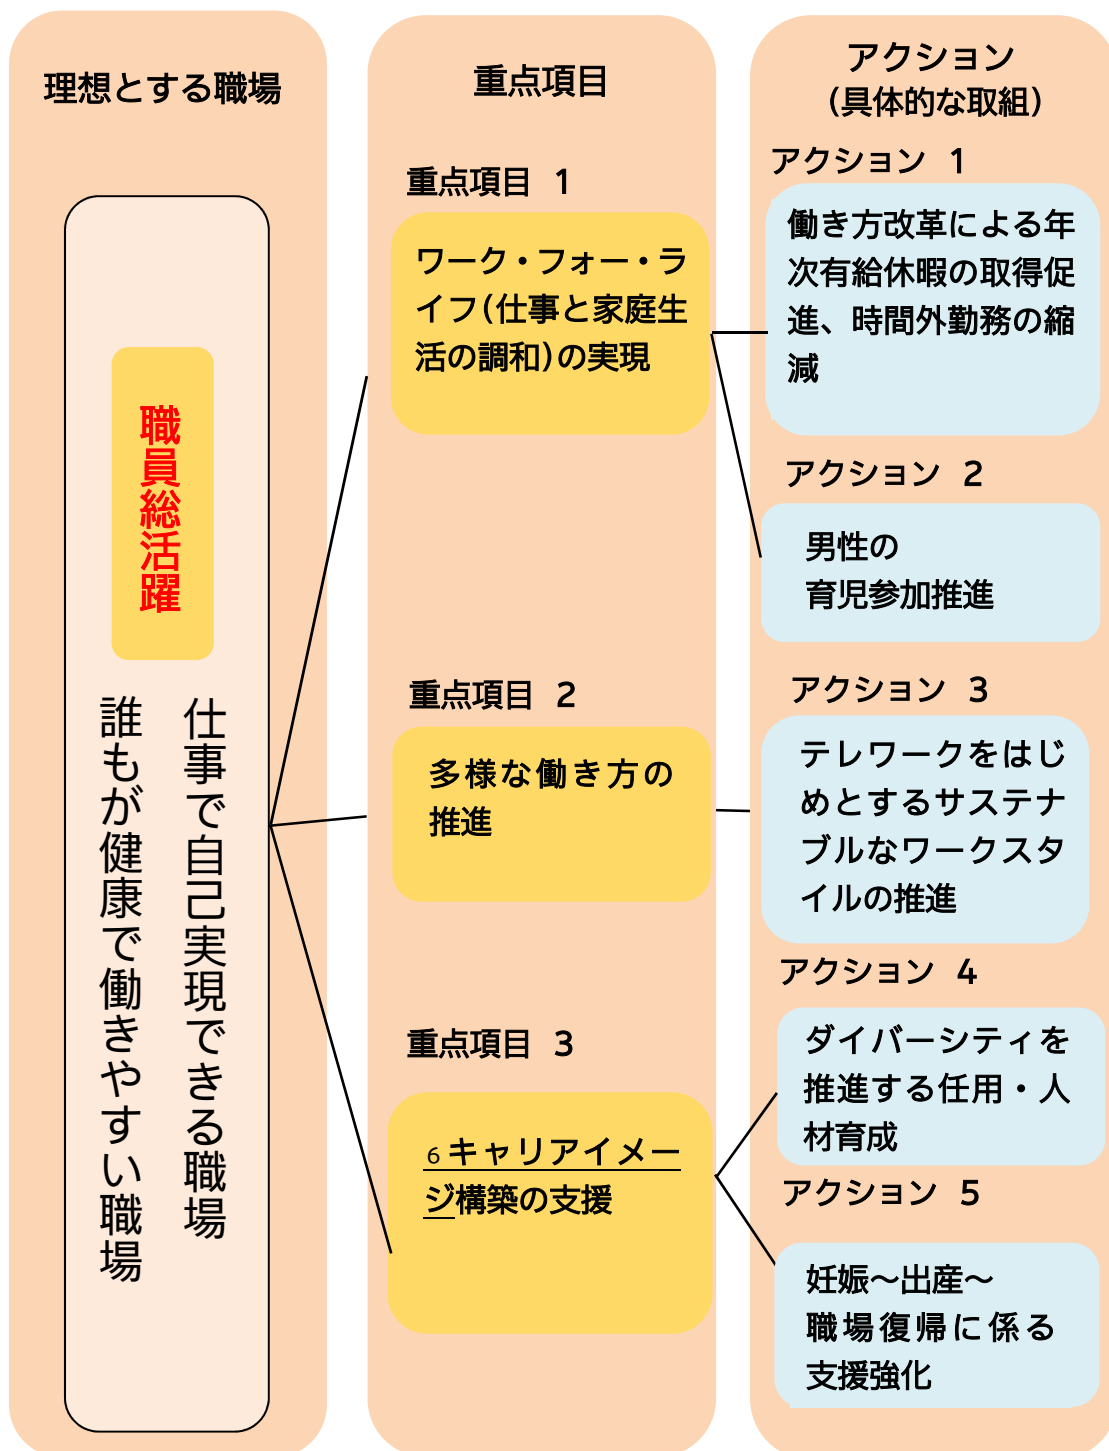 理想とする職場
職員総活躍
仕事で自己実現できる職場
誰もが健康で働きやすい職場
重点項目
重点項目 1
ワーク・フォー・ラ
イフ(仕事と家庭生
活の調和)の実現
重点項目 2
多様な働き方の
推進
重点項目 3
6 キャリアイメー
ジ構築の支援
アクション
(具体的な取組)
アクション 1
働き方改革による年
次有給休暇の取得促
進、時間外勤務の縮
減
アクション 2
男性の
育児参加推進
アクション 3
テレワークをはじ
めとするサステナ
ブルなワークスタ
イルの推進
アクション 4
ダイバーシティを
推進する任用・人
材育成
アクション 5
妊娠～出産～
職場復帰に係る
支援強化